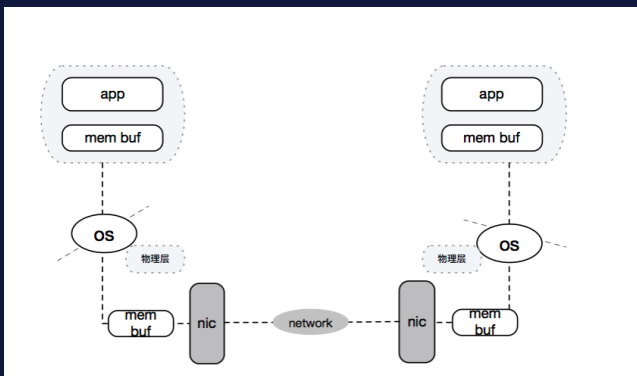 app
app
mem buf
mem buf
OS
OS
物理层
物理层
mem
buf
nic
network
nic
mem
buf